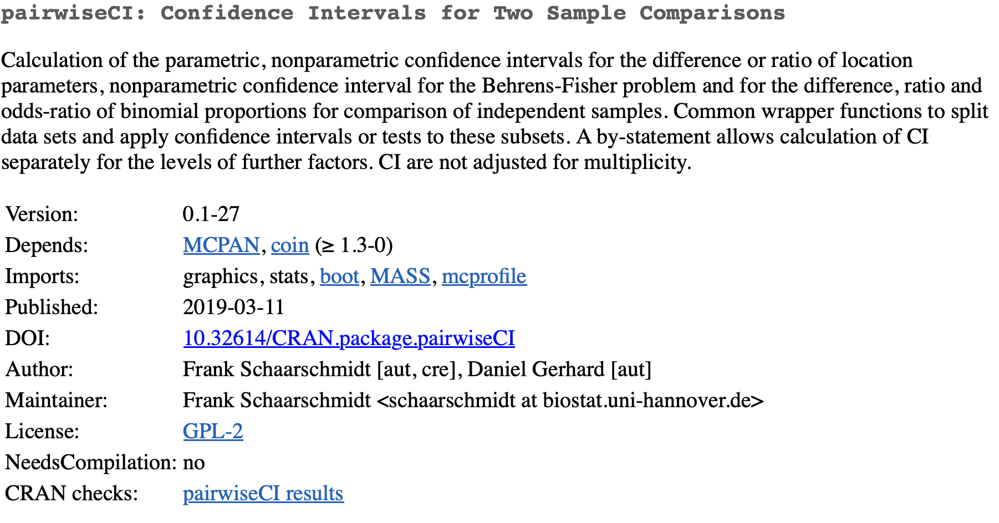 pairwiseCI: Confidence Intervals for Two Sample Comparisons
Calculation of the parametric, nonparametric confidence intervals for the difference or ratio of location
parameters, nonparametric confidence interval for the Behrens-Fisher problem and for the difference, ratio and
odds-ratio of binomial proportions for comparison of independent samples. Common wrapper functions to split
data sets and apply confidence intervals or tests to these subsets. A by-statement allows calculation of CI
separately for the levels of further factors. CI are not adjusted for multiplicity.
Version: 0.1-27
Depends: MCPAN, coin (≥ 1.3-0)
Imports: graphics, stats, boot, MASS, mcprofile
Published: 2019-03-11
DOI: 10.32614/CRAN.package.pairwiseCI
Author: Frank Schaarschmidt [aut, cre], Daniel Gerhard [aut]
Maintainer: Frank Schaarschmidt <schaarschmidt at biostat.uni-hannover.de>
License: GPL-2
NeedsCompilation: no
CRAN checks: pairwiseCI results